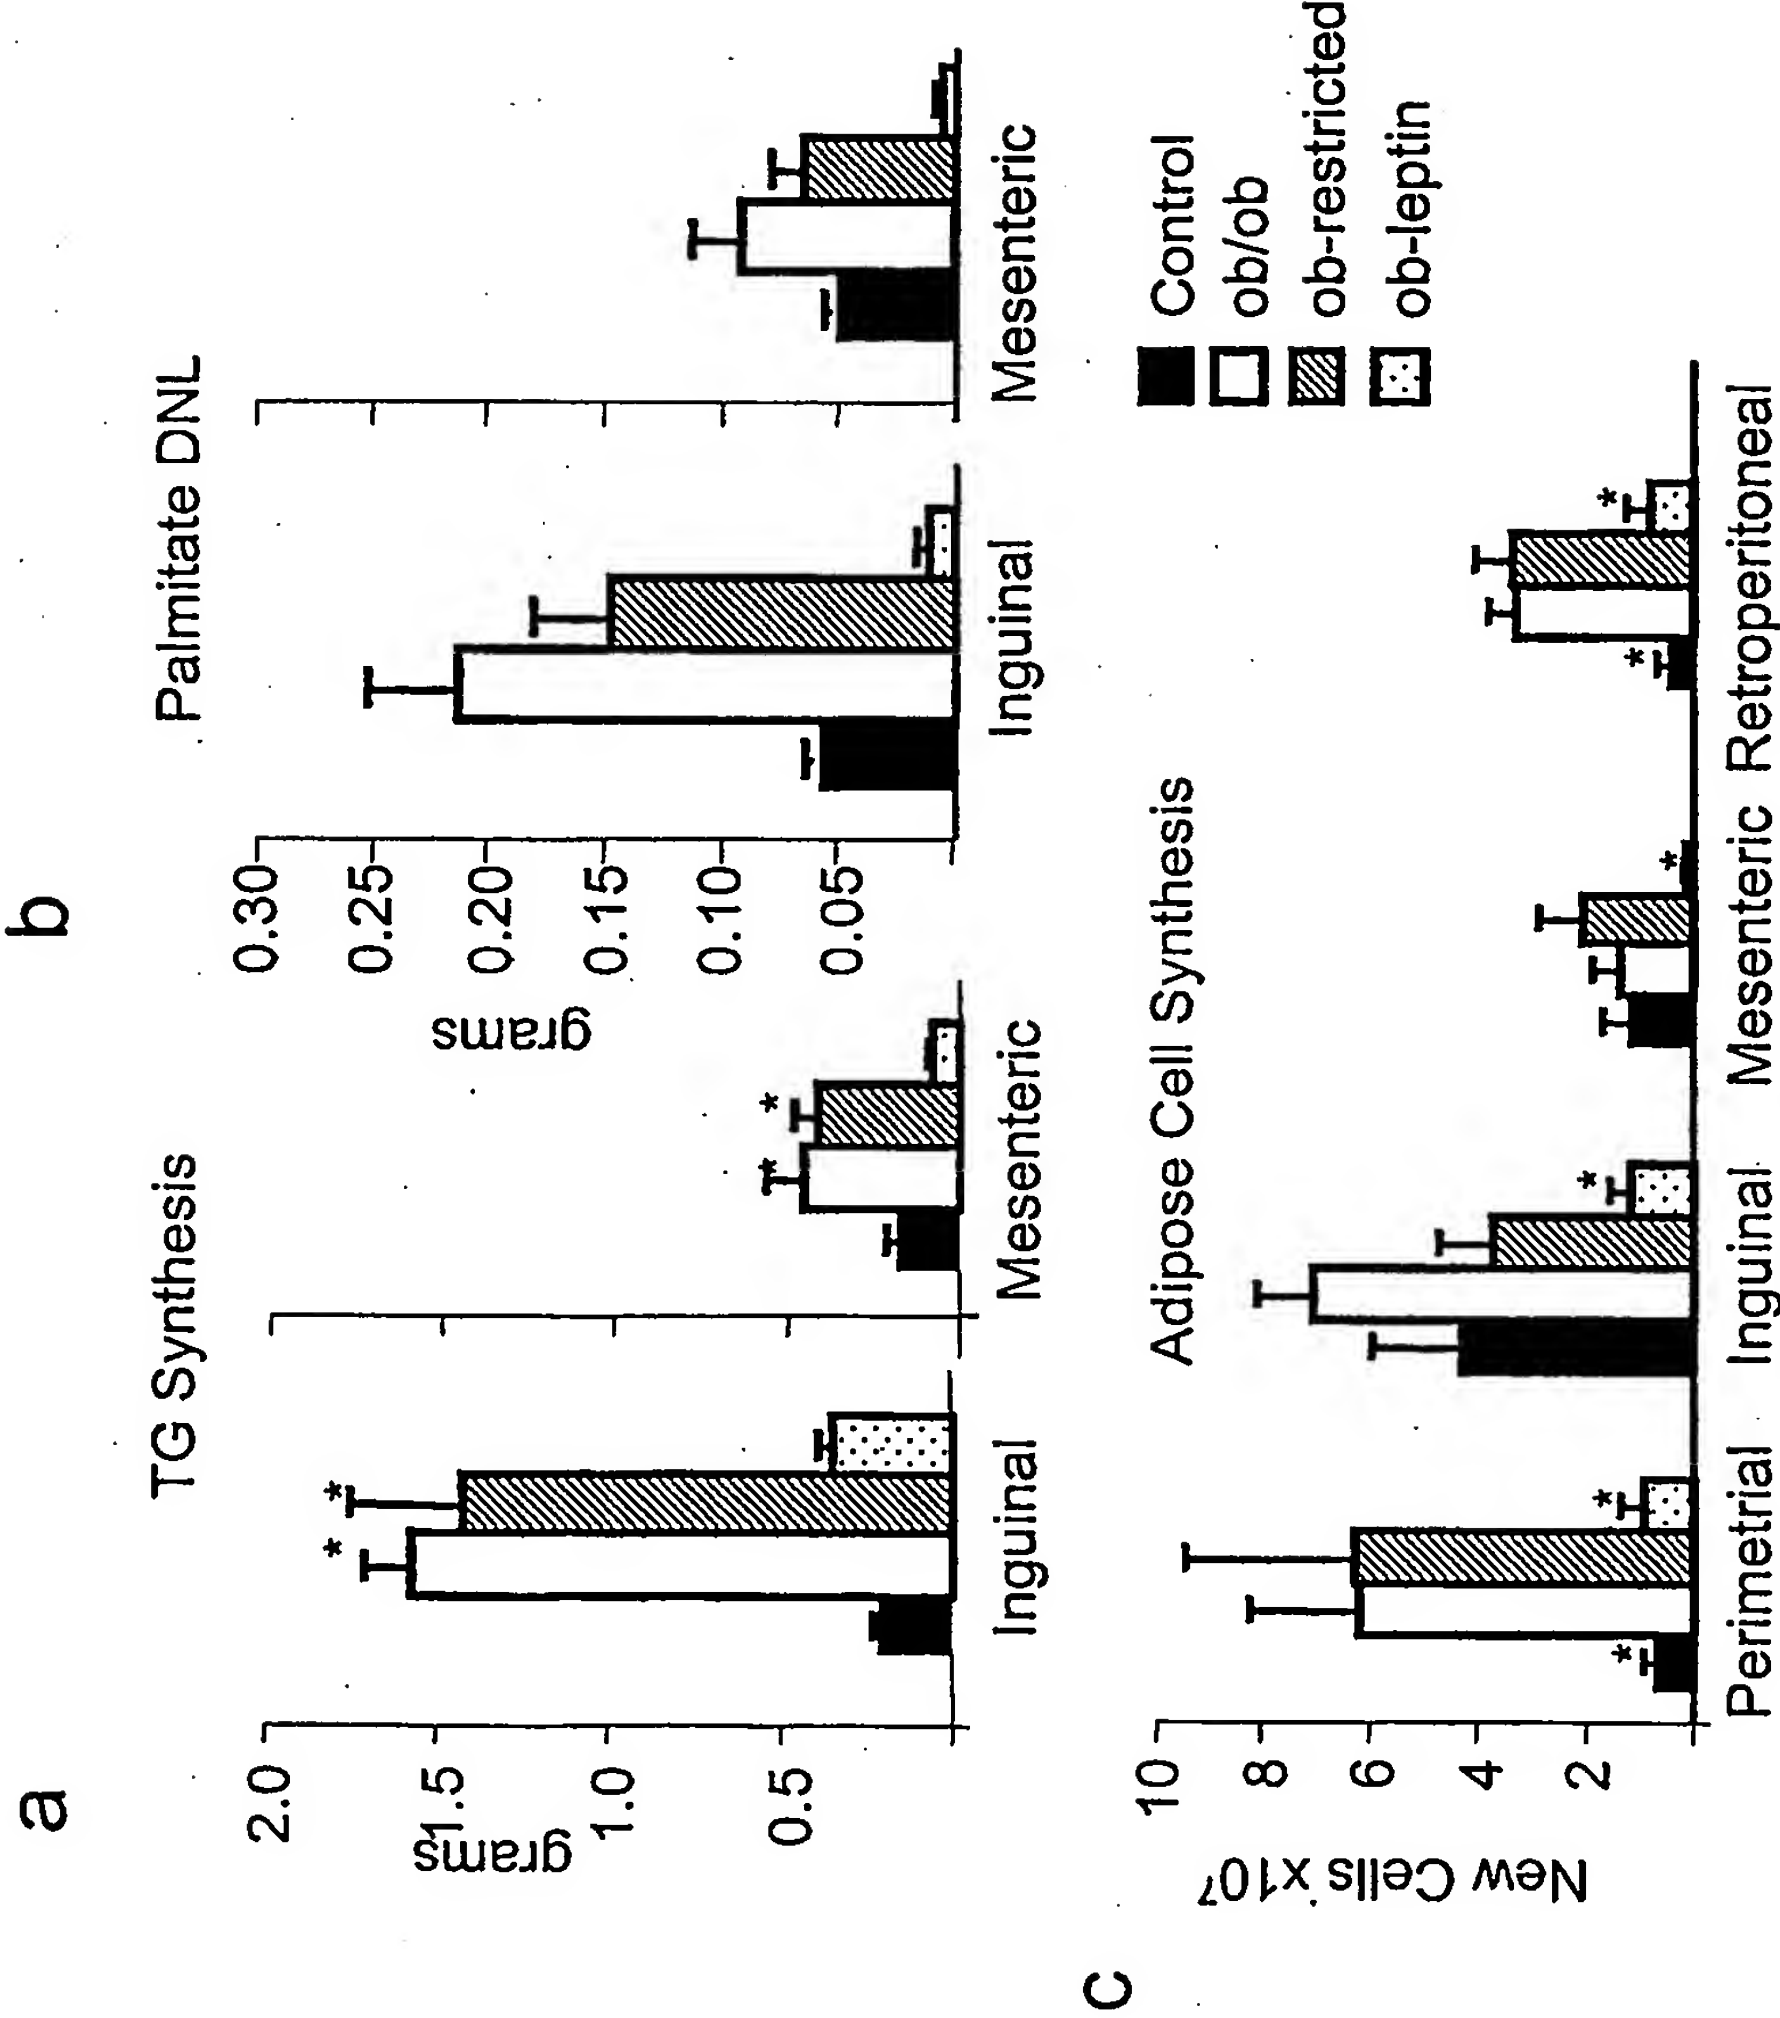 a
TG Synthesis
grams
2.0
1.5
1.0
0.5
* *
* *
Inguinal
Mesenteric
b
Palmitate DNL
grams
0.30
0.25
0.20
0.15
0.10
0.05
Inguinal
Mesenteric
c
Adipose Cell Synthesis
New Cells x10⁷
10
8
6
4
2
* * * * * *
Perimetrial Inguinal Mesenteric Retroperitoneal
Control
ob/ob
ob-restricted
ob-leptin